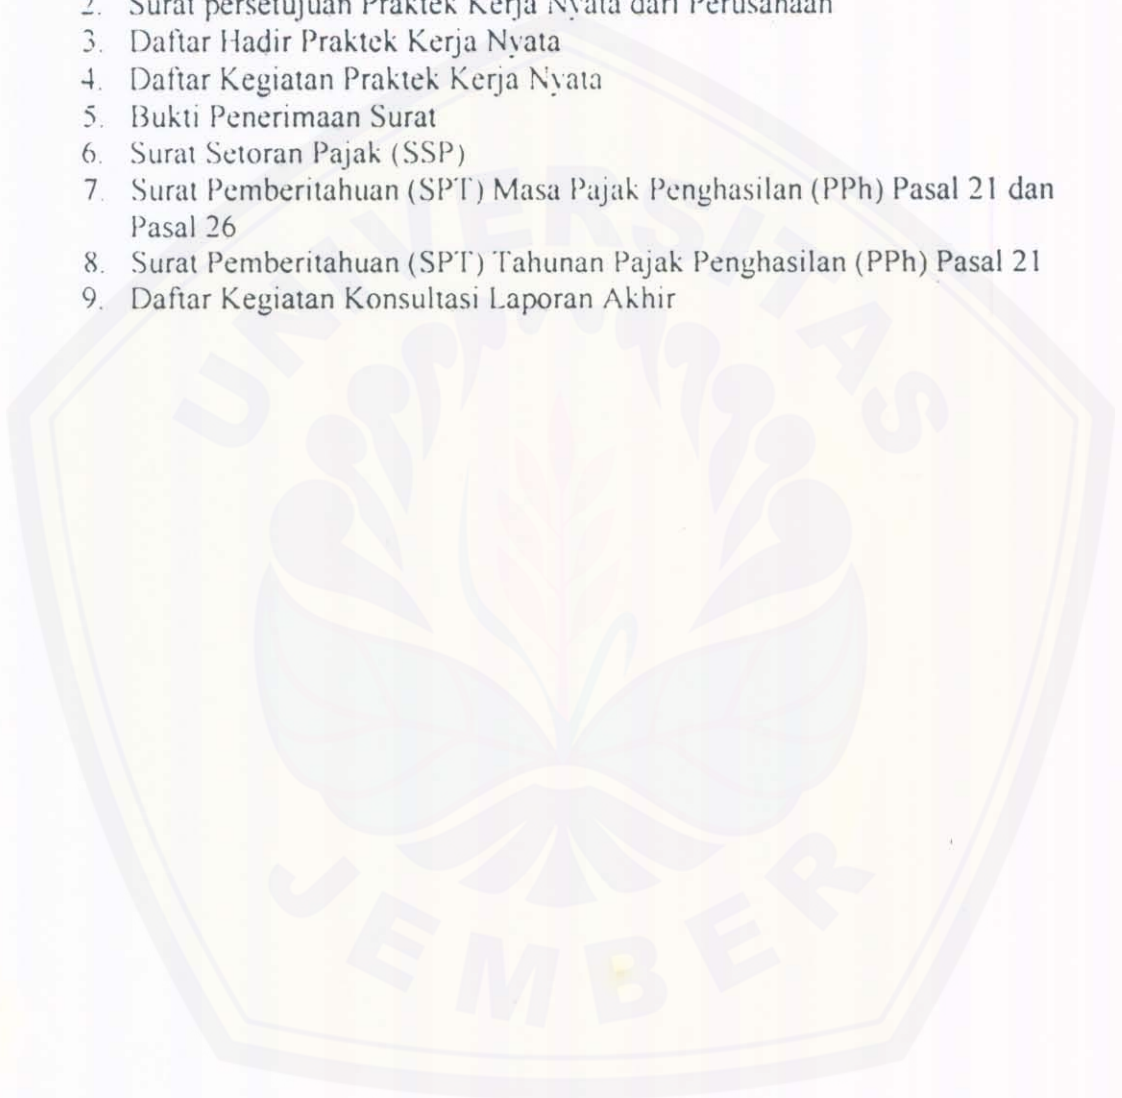 2. Surat persetujuan Praktek Kerja Nyata dari Perusahaan
3. Daftar Hadir Praktek Kerja Nyata
4. Daftar Kegiatan Praktek Kerja Nyata
5. Bukti Penerimaan Surat
6. Surat Setoran Pajak (SSP)
7. Surat Pemberitahuan (SPT) Masa Pajak Penghasilan (PPh) Pasal 21 dan
Pasal 26
8. Surat Pemberitahuan (SPT) Tahunan Pajak Penghasilan (PPh) Pasal 21
9. Daftar Kegiatan Konsultasi Laporan Akhir
UNIVERSITAS
JEMBER